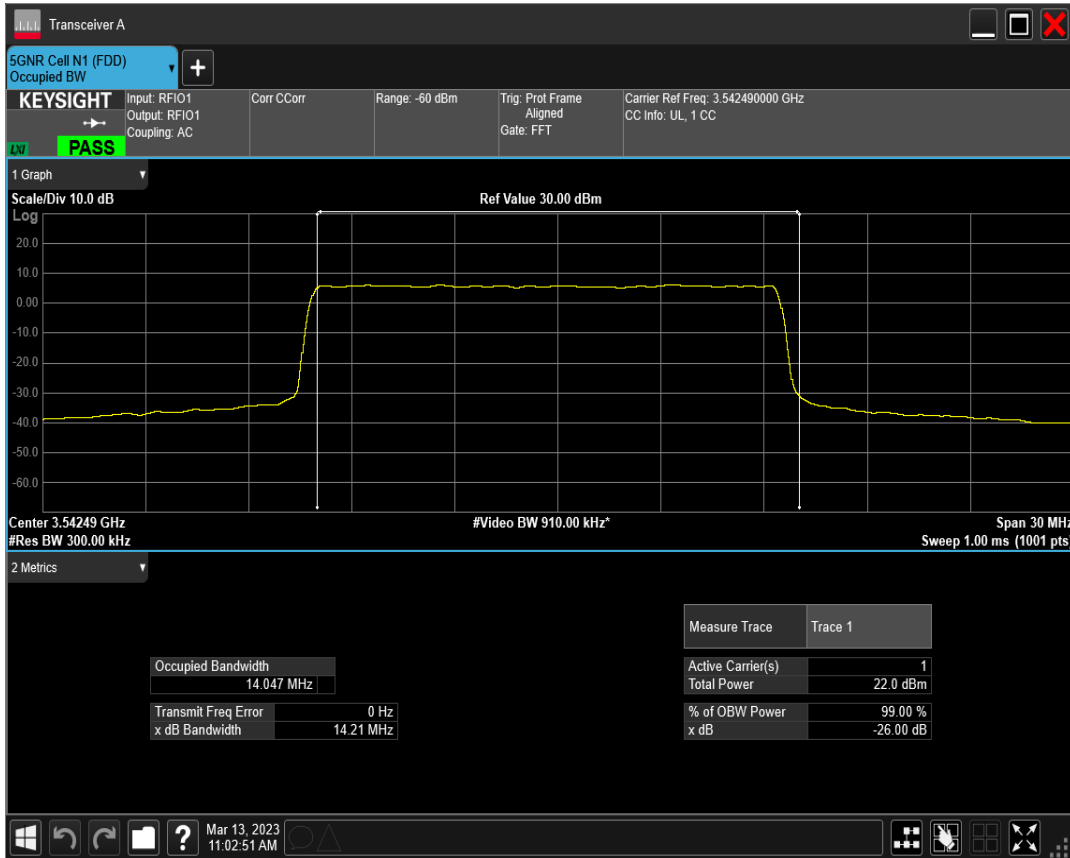 Transceiver A
5GNR Cell N1 (FDD)
Occupied BW
+
KEYSIGHT
LXI
PASS
Input: RFIO1
Output: RFIO1
Coupling: AC
Corr CCorr
Range: -60 dBm
Trig: Prot Frame
Aligned
Gate: FFT
Carrier Ref Freq: 3.542490000 GHz
CC Info: UL, 1 CC
1 Graph
Scale/Div 10.0 dB
Ref Value 30.00 dBm
Log
20.0
10.0
0.00
-10.0
-20.0
-30.0
-40.0
-50.0
-60.0
Center 3.54249 GHz
#Video BW 910.00 kHz*
Span 30 MHz
#Res BW 300.00 kHz
Sweep 1.00 ms (1001 pts)
2 Metrics
Measure Trace Trace 1
Occupied Bandwidth
14.047 MHz
Transmit Freq Error 0 Hz
x dB Bandwidth 14.21 MHz
Active Carrier(s) 1
Total Power 22.0 dBm
% of OBW Power 99.00 %
x dB -26.00 dB
?
Mar 13, 2023
11:02:51 AM